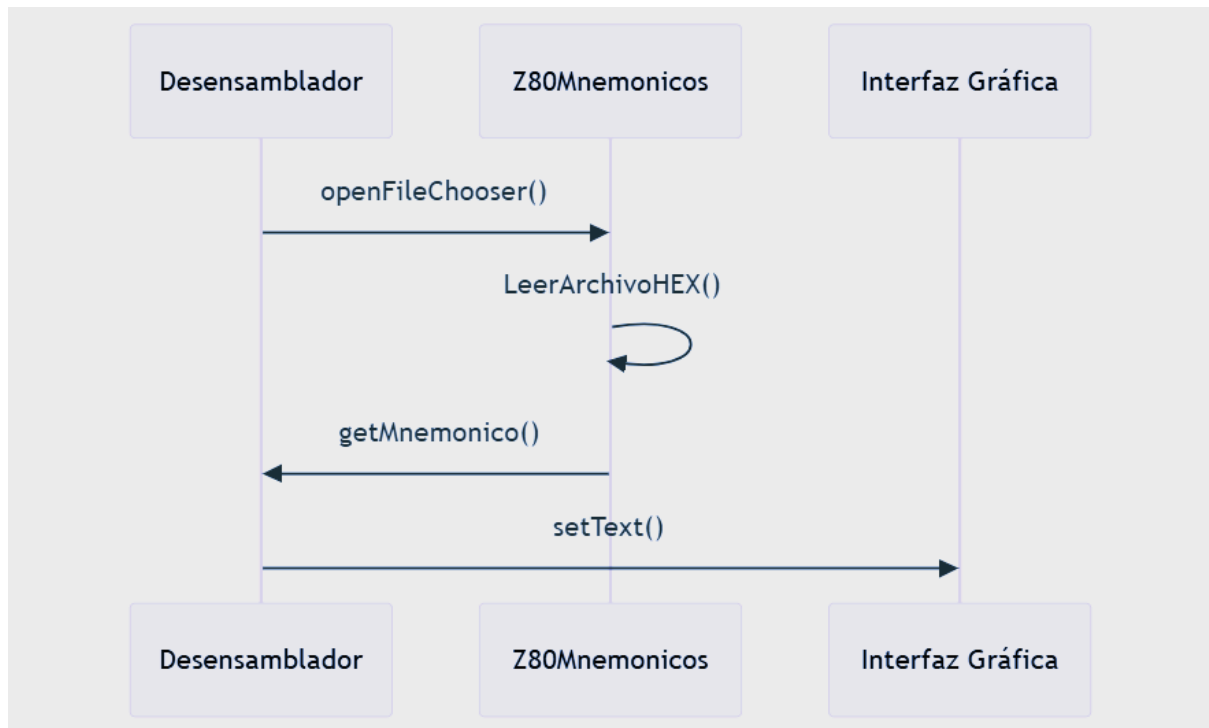 Desensamblador
Z80Mnemonicos
Interfaz Gráfica
openFileChooser()
LeerArchivoHEX()
getMnemonico()
setText()
Desensamblador
Z80Mnemonicos
Interfaz Gráfica